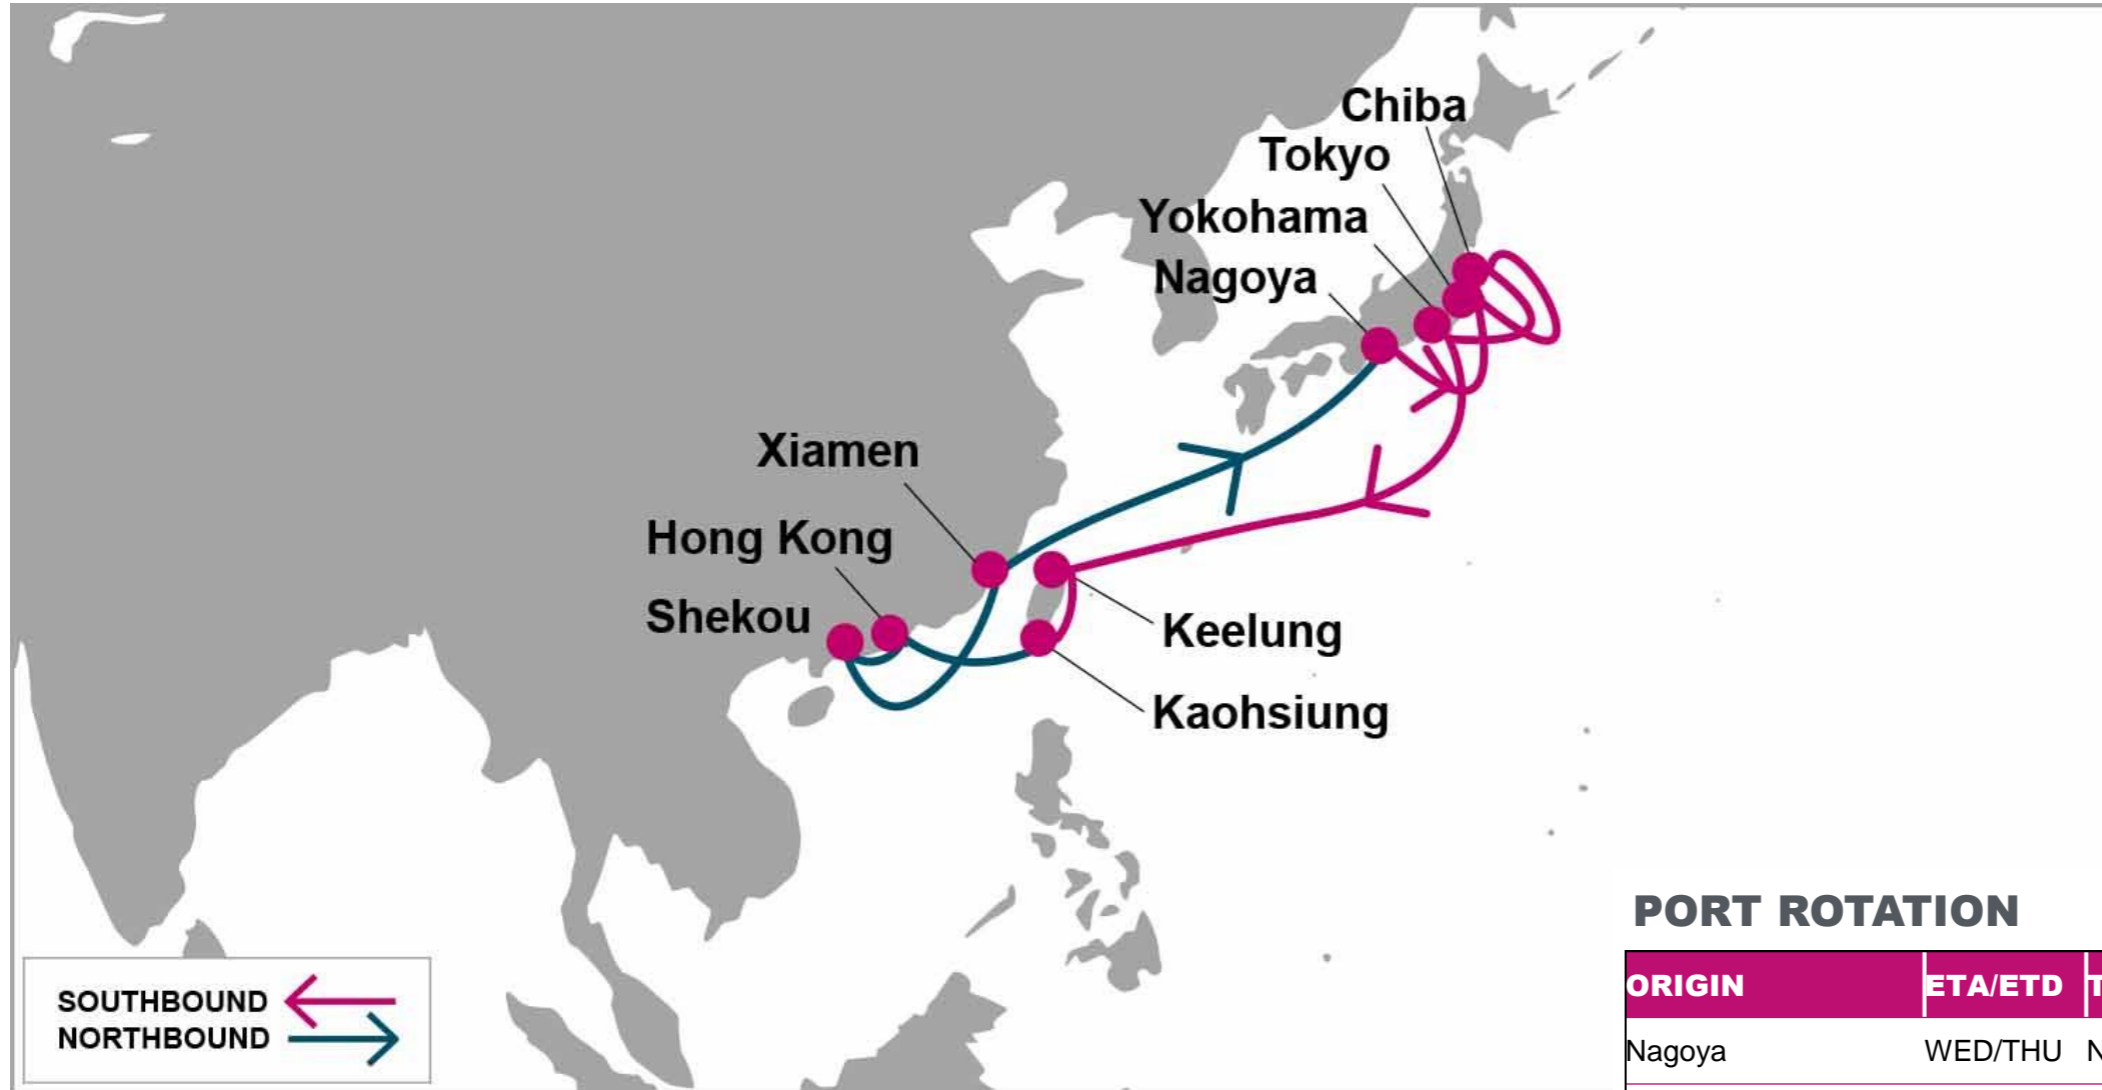 Chiba
Tokyo
Yokohama
Nagoya
Xiamen
Hong Kong
Shekou
Keelung
Kaohsiung
SOUTHBOUND
NORTHBOUND
PORT ROTATION
ORIGIN ETA/ETD
Nagoya WED/THU